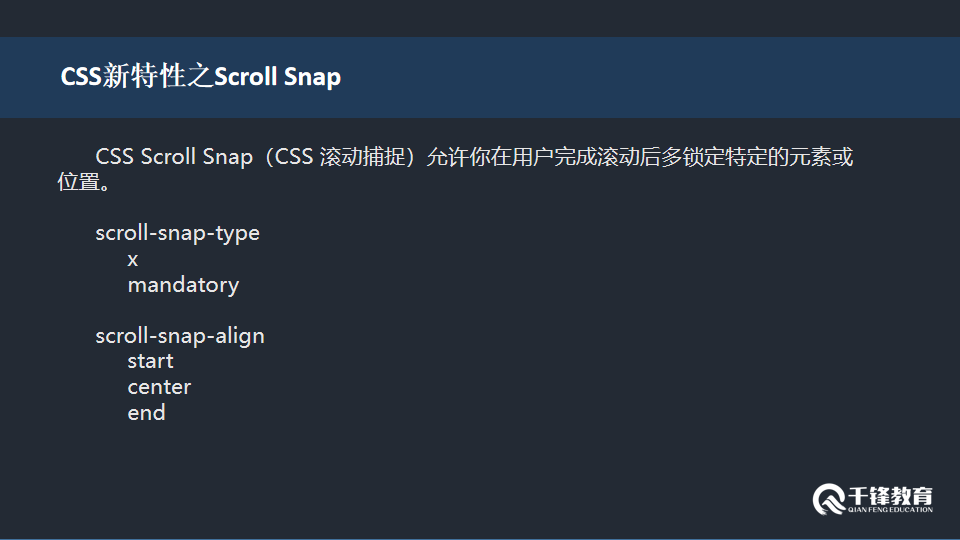 CSS新特性之Scroll Snap
CSS Scroll Snap（CSS 滚动捕捉）允许你在用户完成滚动后多锁定特定的元素或
位置。
scroll-snap-type
x
mandatory
scroll-snap-align
start
center
end
千锋教育
QIAN FENG EDUCATION